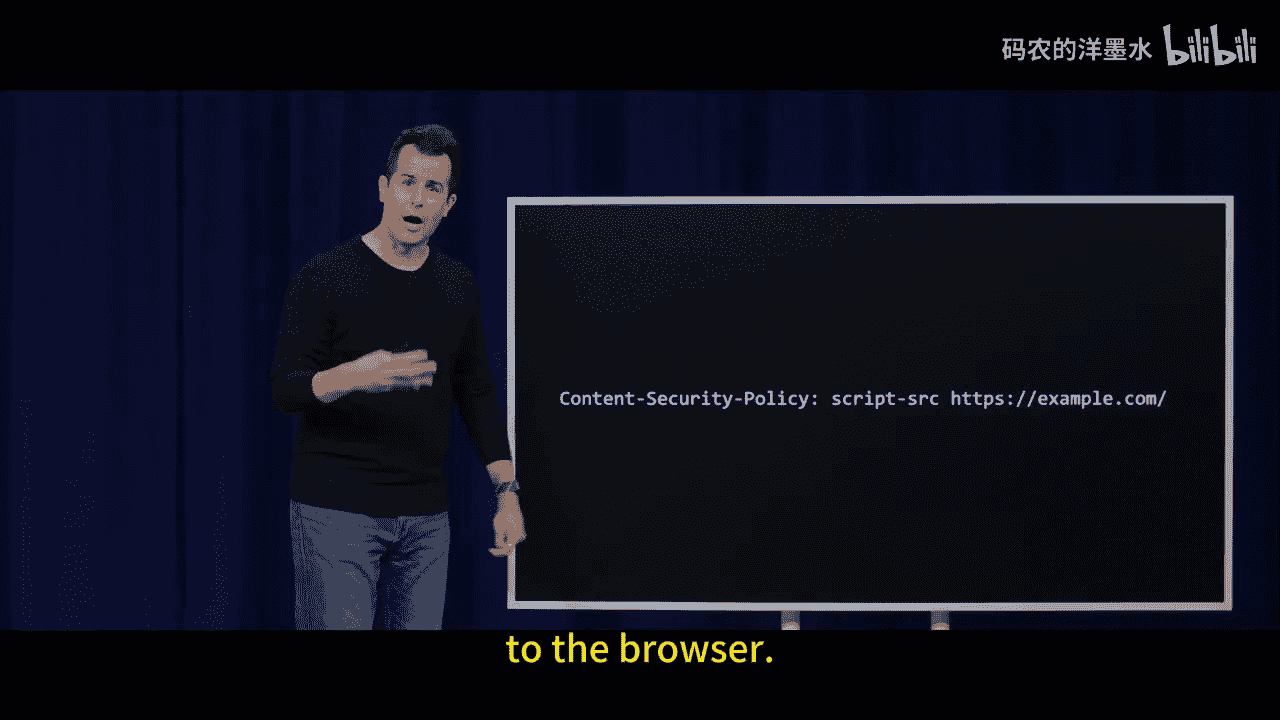 码农的洋墨水 bilibili
Content-Security-Policy: script-src https://example.com/
to the browser.